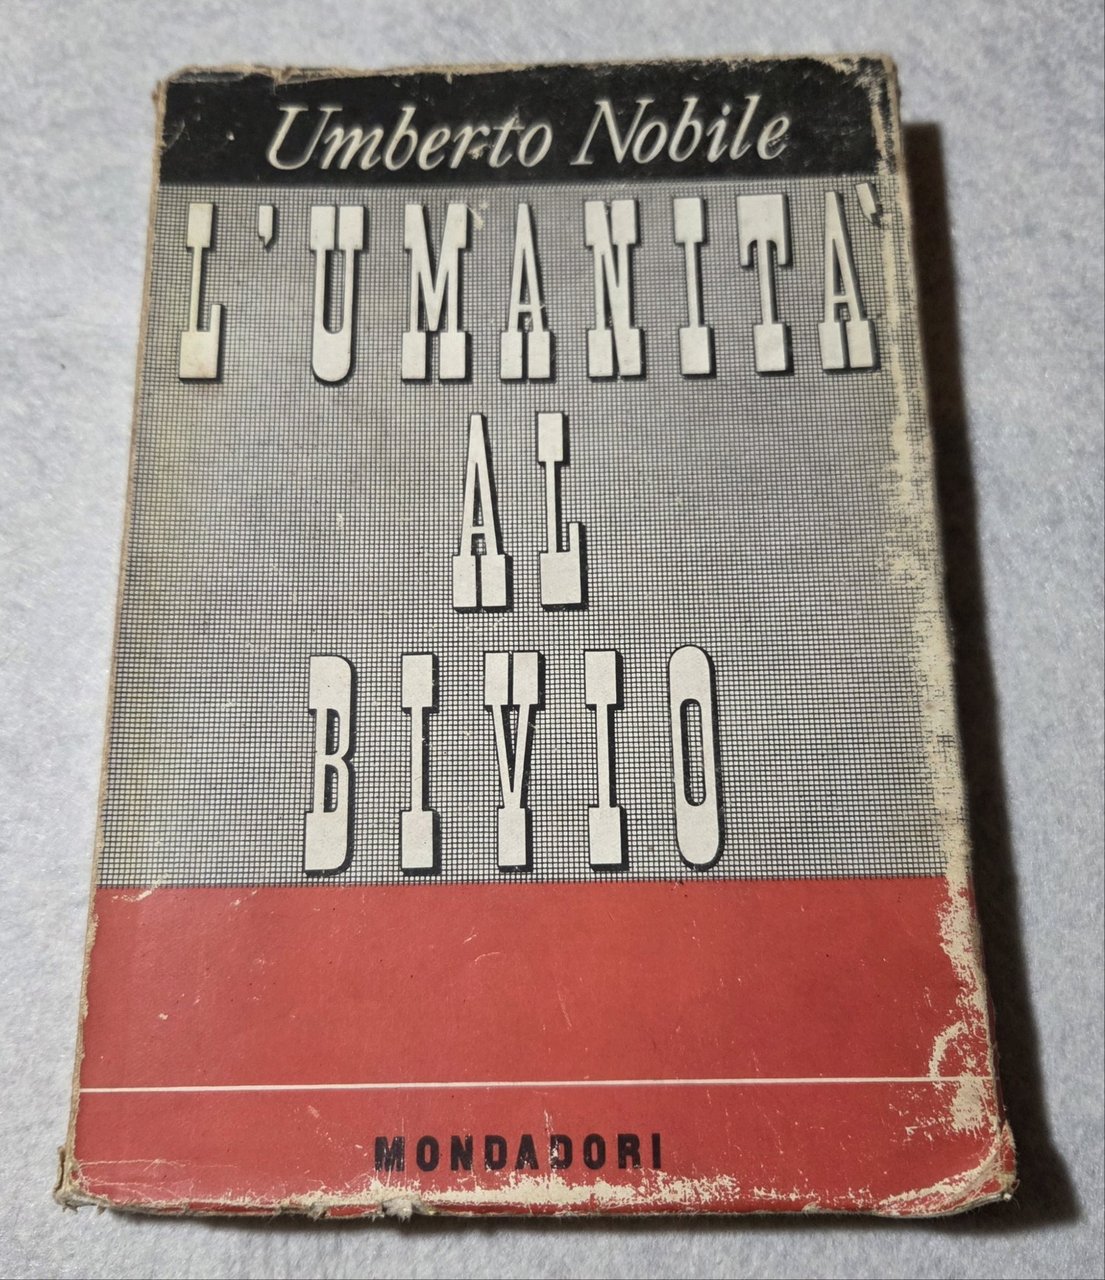 Umberto Nobile
L'UMANITA'
AL
BIVIO
MONDADORI